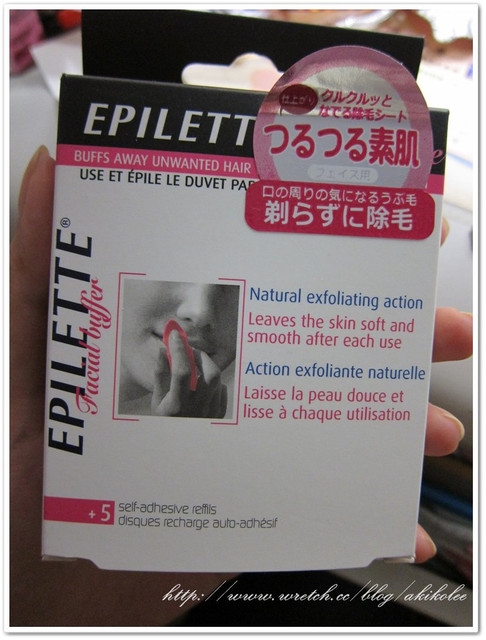 EPILETTE
BUFFS AWAY UNWANTED HAIR
USE ET ÉPILE LE DUVET PAR
仕上がり
クルクルッと
なでる除毛シート
つるつる素肌
フェイス用
口の周りの気になるうぶ毛
剃らずに除毛
EPILETTE®
Facial buffer
Natural exfoliating action
Leaves the skin soft and
smooth after each use
Action exfoliante naturelle
Laisse la peau douce et
lisse à chaque utilisation
+ 5 self-adhesive refills
disques recharge auto-adhésif
http://www.wretch.cc/blog/akikolee